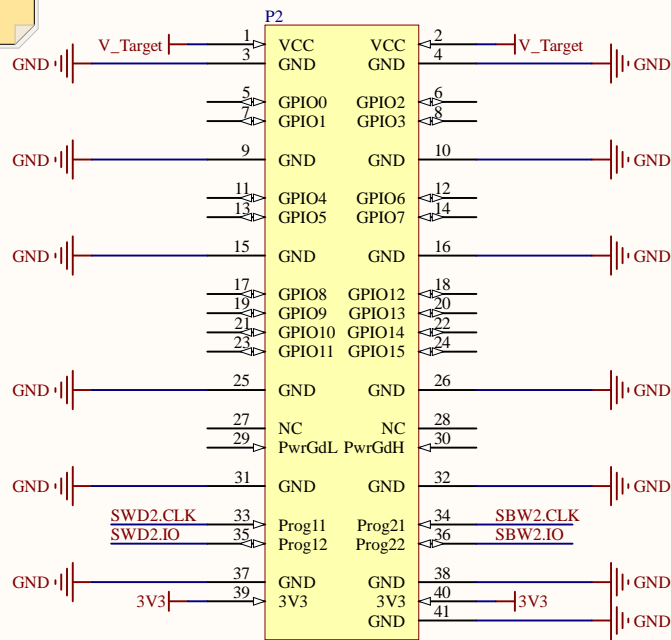 P2
V_Target 1 VCC VCC 2 V_Target
GND 3 GND GND 4 GND
5 GPIO0 GPIO2 6
7 GPIO1 GPIO3 8
GND 9 GND GND 10 GND
11 GPIO4 GPIO6 12
13 GPIO5 GPIO7 14
GND 15 GND GND 16 GND
17 GPIO8 GPIO12 18
19 GPIO9 GPIO13 20
21 GPIO10 GPIO14 22
23 GPIO11 GPIO15 24
GND 25 GND GND 26 GND
27 NC NC 28
29 PwrGdL PwrGdH 30
GND 31 GND GND 32 GND
SWD2.CLK 33 Prog11 Prog21 34 SBW2.CLK
SWD2.IO 35 Prog12 Prog22 36 SBW2.IO
GND 37 GND GND 38 GND
3V3 39 3V3 3V3 40 3V3
GND 41 GND